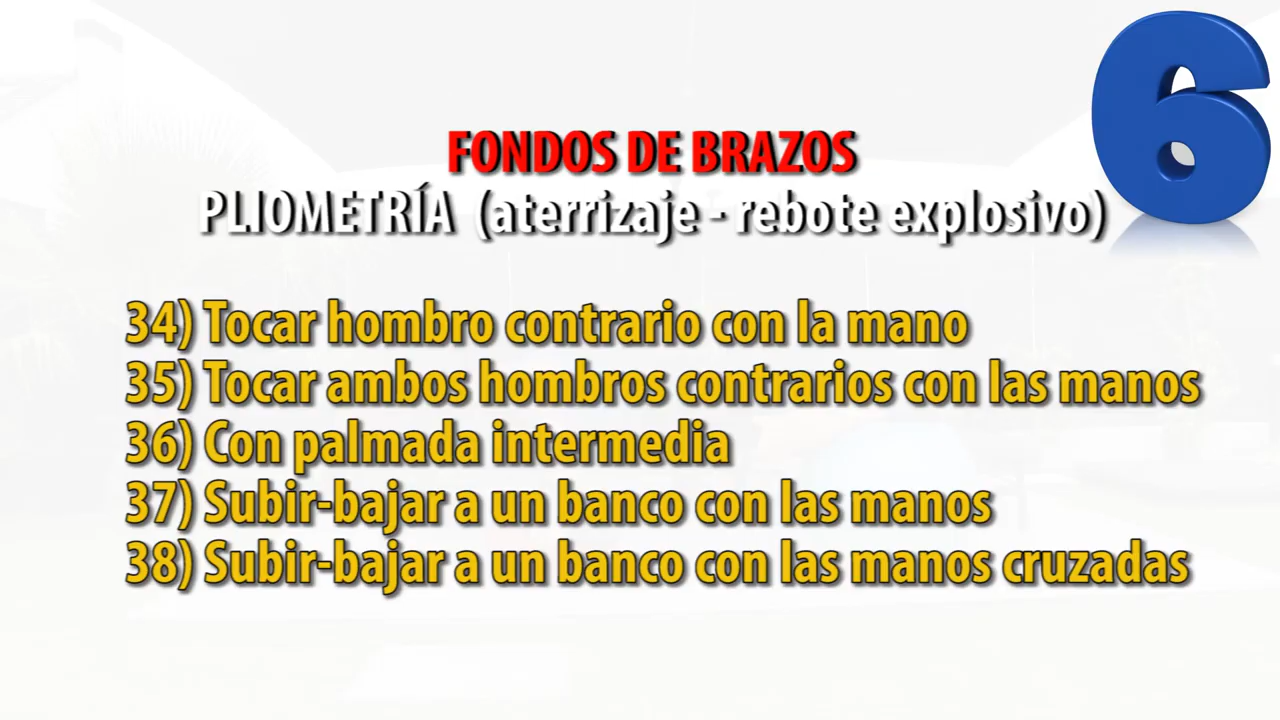 6
FONDOS DE BRAZOS
PLIOMETRÍA (aterrizaje - rebote explosivo)
34) Tocar hombro contrario con la mano
35) Tocar ambos hombros contrarios con las manos
36) Con palmada intermedia
37) Subir-bajar a un banco con las manos
38) Subir-bajar a un banco con las manos cruzadas